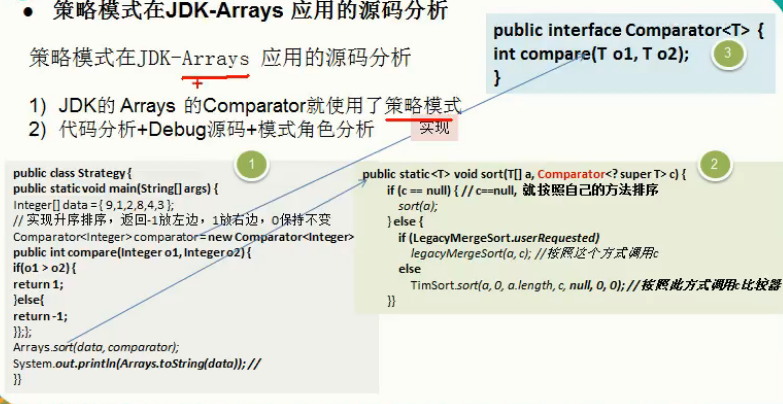 ● 策略模式在JDK-Arrays 应用的源码分析
策略模式在JDK-Arrays 应用的源码分析
1) JDK的 Arrays 的Comparator就使用了策略模式
2) 代码分析+Debug源码+模式角色分析
实现
public interface Comparator<T> {
int compare(T o1, T o2);
}
3
1
public class Strategy {
public static void main(String[] args) {
Integer[] data = { 9,1,2,8,4,3 };
// 实现升序排序，返回-1放左边，1放右边，0保持不变
Comparator<Integer> comparator = new Comparator<Integer>
public int compare(Integer o1, Integer o2) {
if(o1 > o2) {
return 1;
}else{
return -1;
}};};
Arrays.sort(data, comparator);
System.out.println(Arrays.toString(data)); //
}}
2
public static<T> void sort(T[] a, Comparator<? super T> c) {
if (c == null) { // c==null, 就按照自己的方法排序
sort(a);
} else {
if (LegacyMergeSort.userRequested)
legacyMergeSort(a, c); //按照这个方式调用c
else
TimSort.sort(a, 0, a.length, c, null, 0, 0); //按照此方式调用c比较器
}}